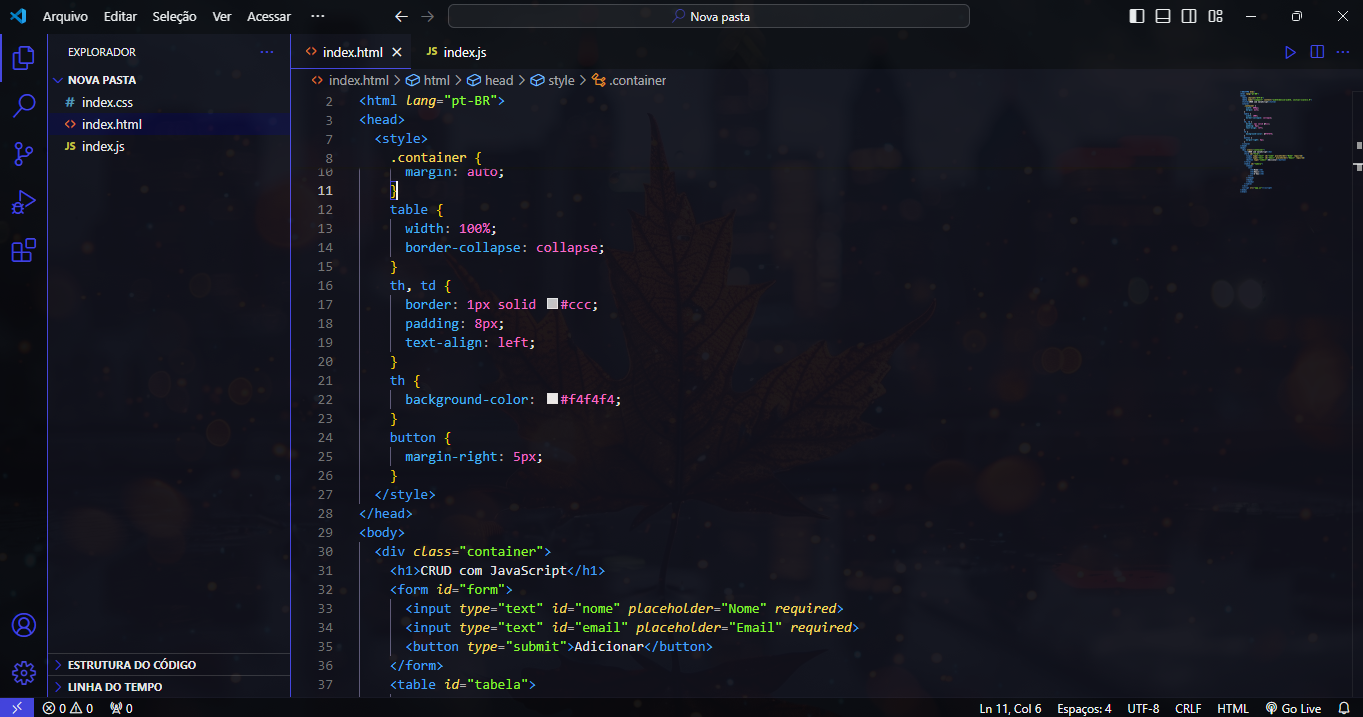 Arquivo Editar Seleção Ver Acessar ··· Nova pasta
EXPLORADOR ···
NOVA PASTA
# index.css
<> index.html
JS index.js
ESTRUTURA DO CÓDIGO
LINHA DO TEMPO
<> index.html × JS index.js ···
<> index.html > html > head > style > .container
2 <html lang="pt-BR">
3 <head>
7 <style>
8 .container {
10 margin: auto;
11 }
12 table {
13 width: 100%;
14 border-collapse: collapse;
15 }
16 th, td {
17 border: 1px solid #ccc;
18 padding: 8px;
19 text-align: left;
20 }
21 th {
22 background-color: #f4f4f4;
23 }
24 button {
25 margin-right: 5px;
26 }
27 </style>
28 </head>
29 <body>
30 <div class="container">
31 <h1>CRUD com JavaScript</h1>
32 <form id="form">
33 <input type="text" id="nome" placeholder="Nome" required>
34 <input type="text" id="email" placeholder="Email" required>
35 <button type="submit">Adicionar</button>
36 </form>
37 <table id="tabela">
0 0 0 Ln 11, Col 6 Espaços: 4 UTF-8 CRLF HTML Go Live